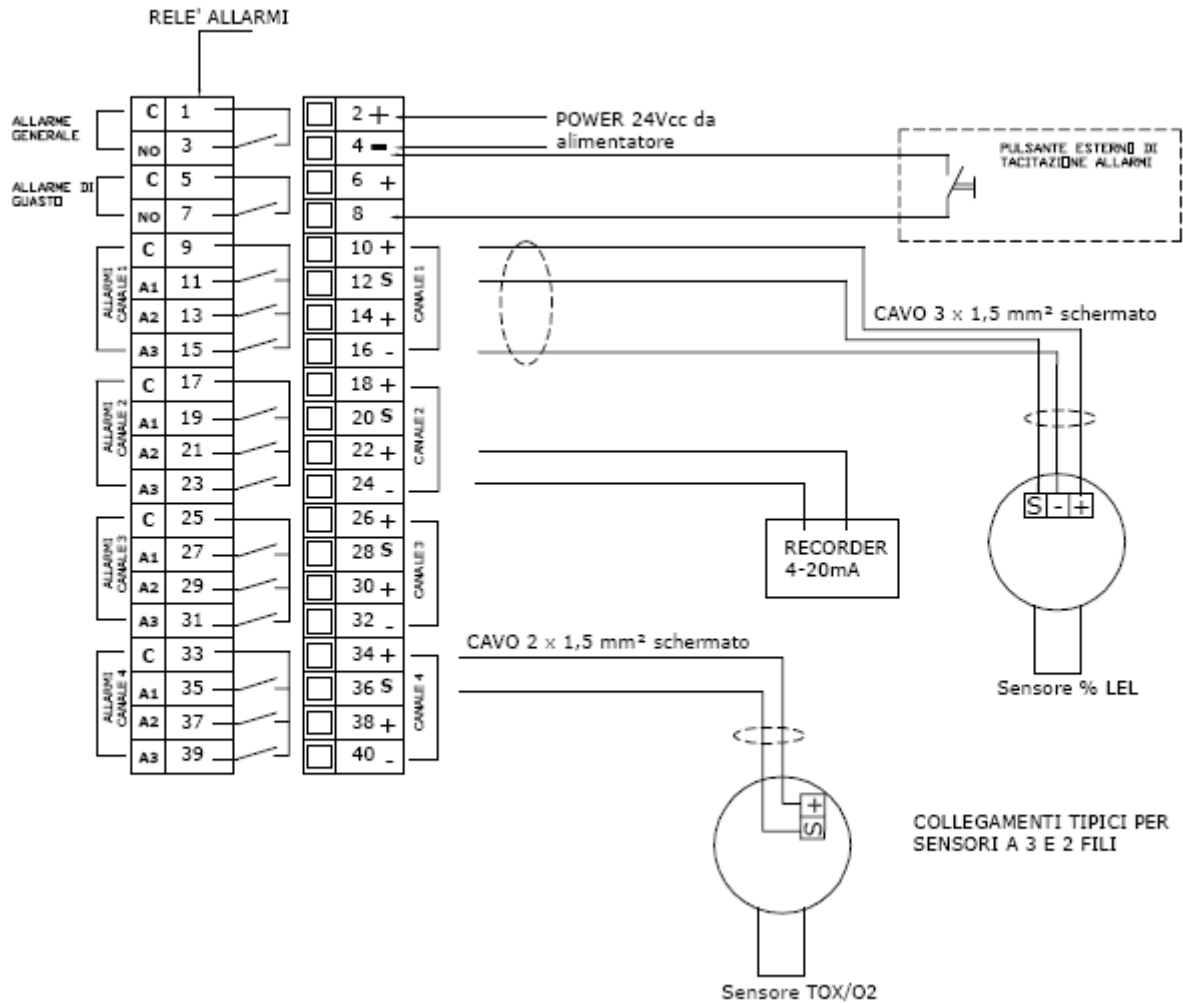 RELE' ALLARMI
ALLARME
GENERALE
C 1
NO 3
ALLARME DI
GUASTO
C 5
NO 7
ALLARMI
CANALE 1
C 9
A1 11
A2 13
A3 15
ALLARMI
CANALE 2
C 17
A1 19
A2 21
A3 23
ALLARMI
CANALE 3
C 25
A1 27
A2 29
A3 31
ALLARMI
CANALE 4
C 33
A1 35
A2 37
A3 39
2 +
4 -
6 +
8
10 +
12 S
14 +
16 -
CANALE 1
18 +
20 S
22 +
24 -
CANALE 2
26 +
28 S
30 +
32 -
CANALE 3
34 +
36 S
38 +
40 -
CANALE 4
POWER 24Vcc da
alimentatore
PULSANTE ESTERNO DI
TACITAZIONE ALLARMI
CAVO 3 x 1,5 mm² schermato
S - +
Sensore % LEL
RECORDER
4-20mA
CAVO 2 x 1,5 mm² schermato
+
S
Sensore TOX/O2
COLLEGAMENTI TIPICI PER
SENSORI A 3 E 2 FILI